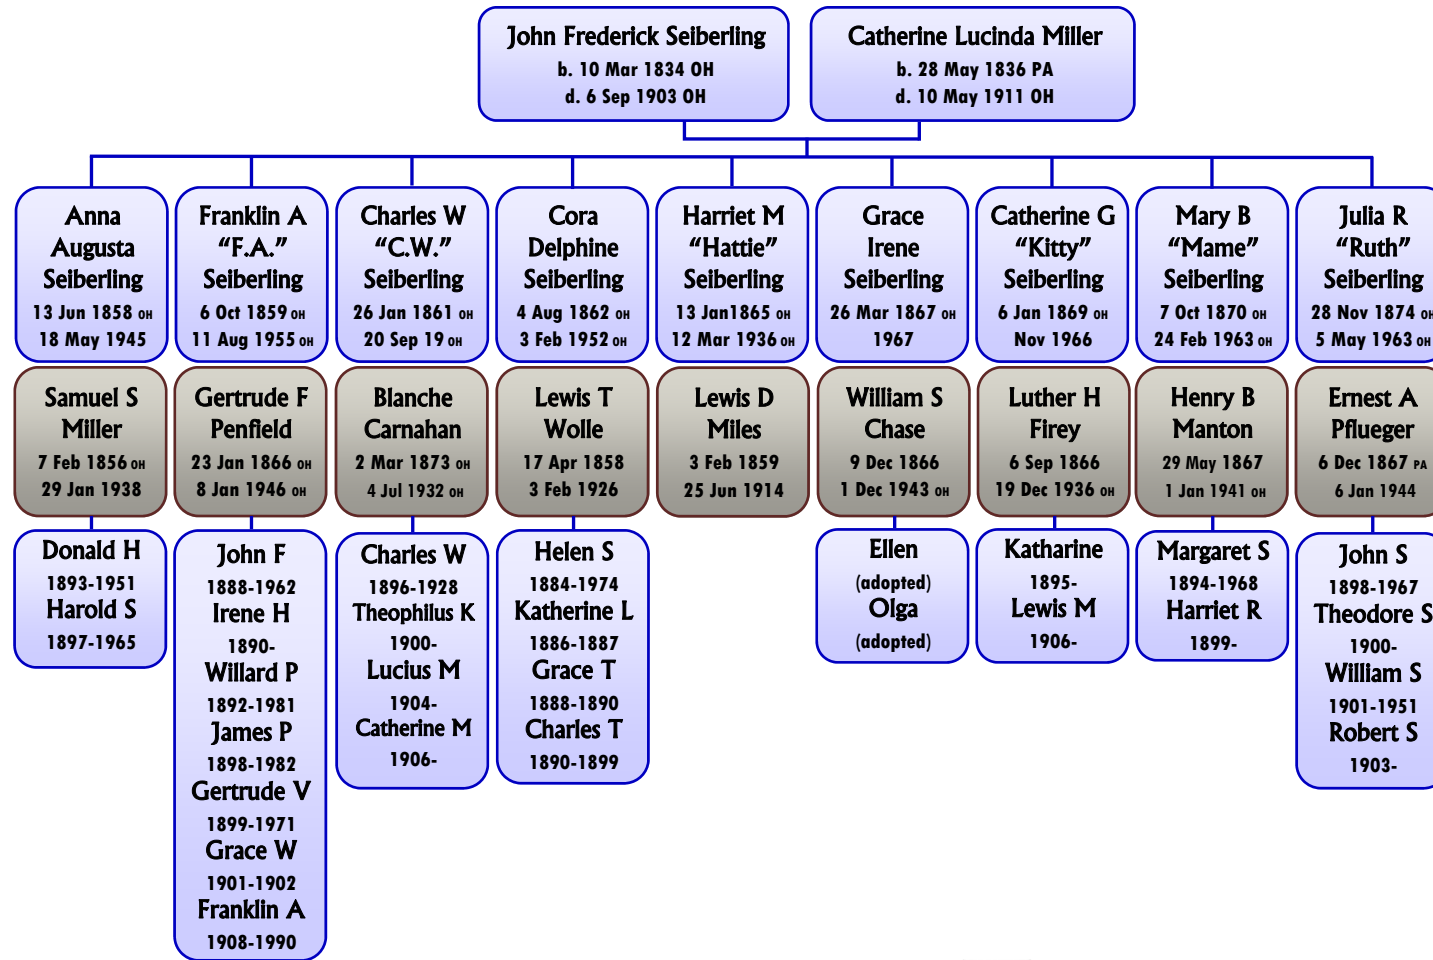 John Frederick Seiberling
b. 10 Mar 1834 OH
d. 6 Sep 1903 OH
Catherine Lucinda Miller
b. 28 May 1836 PA
d. 10 May 1911 OH
Anna
Augusta
Seiberling
13 Jun 1858 OH
18 May 1945
Franklin A
“F.A.”
Seiberling
6 Oct 1859 OH
11 Aug 1955 OH
Charles W
“C.W.”
Seiberling
26 Jan 1861 OH
20 Sep 19 OH
Cora
Delphine
Seiberling
4 Aug 1862 OH
3 Feb 1952 OH
Harriet M
“Hattie”
Seiberling
13 Jan1865 OH
12 Mar 1936 OH
Grace
Irene
Seiberling
26 Mar 1867 OH
1967
Catherine G
“Kitty”
Seiberling
6 Jan 1869 OH
Nov 1966
Mary B
“Mame”
Seiberling
7 Oct 1870 OH
24 Feb 1963 OH
Julia R
“Ruth”
Seiberling
28 Nov 1874 OH
5 May 1963 OH
Samuel S
Miller
7 Feb 1856 OH
29 Jan 1938
Gertrude F
Penfield
23 Jan 1866 OH
8 Jan 1946 OH
Blanche
Carnahan
2 Mar 1873 OH
4 Jul 1932 OH
Lewis T
Wolle
17 Apr 1858
3 Feb 1926
Lewis D
Miles
3 Feb 1859
25 Jun 1914
William S
Chase
9 Dec 1866
1 Dec 1943 OH
Luther H
Firey
6 Sep 1866
19 Dec 1936 OH
Henry B
Manton
29 May 1867
1 Jan 1941 OH
Ernest A
Pflueger
6 Dec 1867 PA
6 Jan 1944
Donald H
1893-1951
Harold S
1897-1965
John F
1888-1962
Irene H
1890-
Willard P
1892-1981
James P
1898-1982
Gertrude V
1899-1971
Grace W
1901-1902
Franklin A
1908-1990
Charles W
1896-1928
Theophilus K
1900-
Lucius M
1904-
Catherine M
1906-
Helen S
1884-1974
Katherine L
1886-1887
Grace T
1888-1890
Charles T
1890-1899
Ellen
(adopted)
Olga
(adopted)
Katharine
1895-
Lewis M
1906-
Margaret S
1894-1968
Harriet R
1899-
John S
1898-1967
Theodore S
1900-
William S
1901-1951
Robert S
1903-